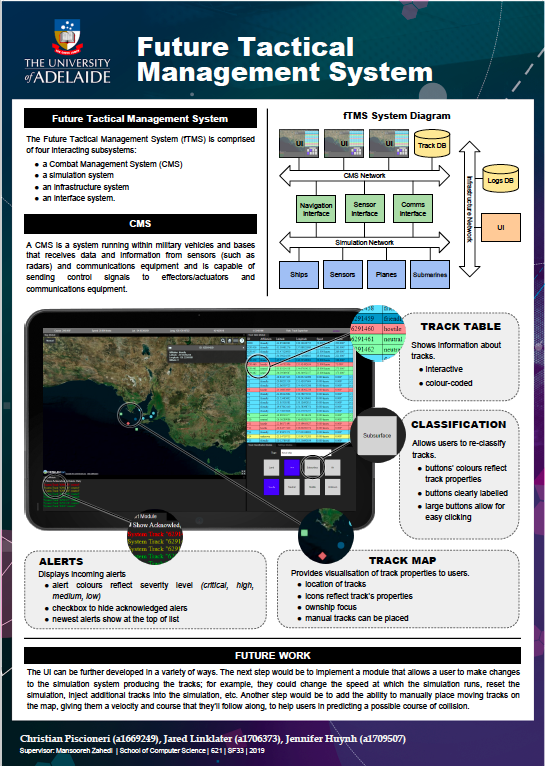 THE UNIVERSITY
of ADELAIDE
Future Tactical
Management System
Future Tactical Management System
The Future Tactical Management System (fTMS) is comprised
of four interacting subsystems:
• a Combat Management System (CMS)
• a simulation system
• an infrastructure system
• an interface system.
CMS
A CMS is a system running within military vehicles and bases
that receives data and information from sensors (such as
radars) and communications equipment and is capable of
sending control signals to effectors/actuators and
communications equipment.
fTMS System Diagram
UI
UI
UI
Track DB
CMS Network
Navigation
Interface
Sensor
Interface
Comms
Interface
Simulation Network
Ships
Sensors
Planes
Submarines
Infrastructure Network
Logs DB
UI
6291459
6291460 hostile
6291461 neutral
6291462 neutr
TRACK TABLE
Shows information about
tracks.
• interactive
• colour-coded
Subsurface
CLASSIFICATION
Allows users to re-classify
tracks.
• buttons' colours reflect
track properties
• buttons clearly labelled
• large buttons allow for
easy clicking
Module
Show Acknowled
System Track "6291
System Track "6291
System Track "6291
System Track "6291
ALERTS
Displays incoming alerts
• alert colours reflect severity level (critical, high,
medium, low)
• checkbox to hide acknowledged alers
• newest alerts show at the top of list
TRACK MAP
Provides visualisation of track properties to users.
• location of tracks
• icons reflect track's properties
• ownship focus
• manual tracks can be placed
FUTURE WORK
The UI can be further developed in a variety of ways. The next step would be to implement a module that allows a user to make changes
to the simulation system producing the tracks; for example, they could change the speed at which the simulation runs, reset the
simulation, inject additional tracks into the simulation, etc. Another step would be to add the ability to manually place moving tracks on
the map, giving them a velocity and course that they'll follow along, to help users in predicting a possible course of collision.
Christian Piscioneri (a1669249), Jared Linklater (a1706373), Jennifer Huynh (a1709507)
Supervisor: Mansooreh Zahedi | School of Computer Science | 621 | SF33 | 2019